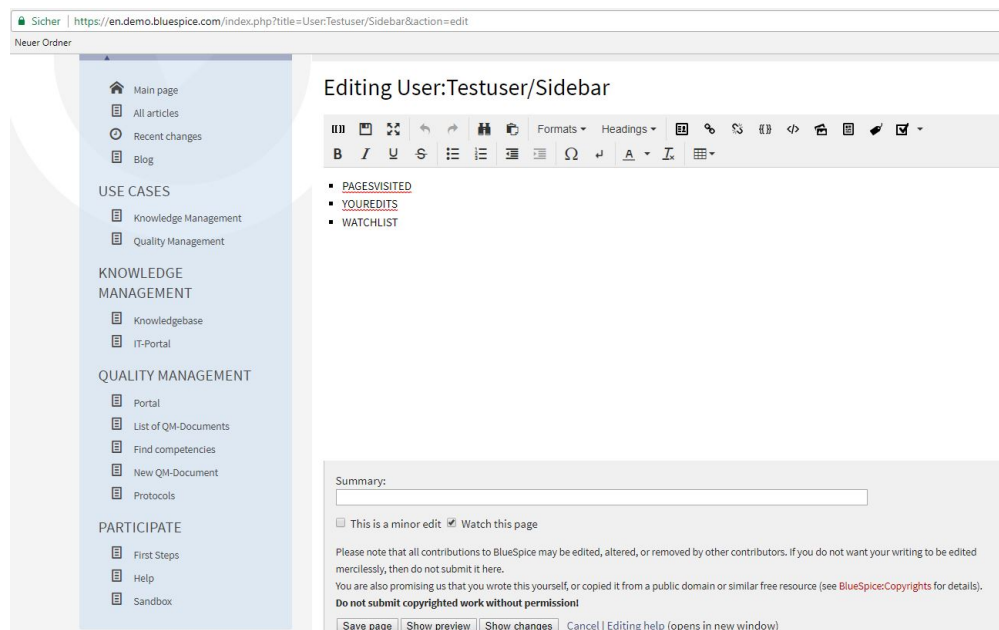 Sicher | https://en.demo.bluespice.com/index.php?title=User:Testuser/Sidebar&action=edit
Neuer Ordner
Main page
All articles
Recent changes
Blog
USE CASES
Knowledge Management
Quality Management
KNOWLEDGE
MANAGEMENT
Knowledgebase
IT-Portal
QUALITY MANAGEMENT
Portal
List of QM-Documents
Find competencies
New QM-Document
Protocols
PARTICIPATE
First Steps
Help
Sandbox
Editing User:Testuser/Sidebar
Formats Headings
B I U S Ω A Tx
PAGESVISITED
YOUREDITS
WATCHLIST
Summary:
This is a minor edit Watch this page
Please note that all contributions to BlueSpice may be edited, altered, or removed by other contributors. If you do not want your writing to be edited
mercilessly, then do not submit it here.
You are also promising us that you wrote this yourself, or copied it from a public domain or similar free resource (see BlueSpice:Copyrights for details).
Do not submit copyrighted work without permission!
Save page Show preview Show changes Cancel | Editing help (opens in new window)